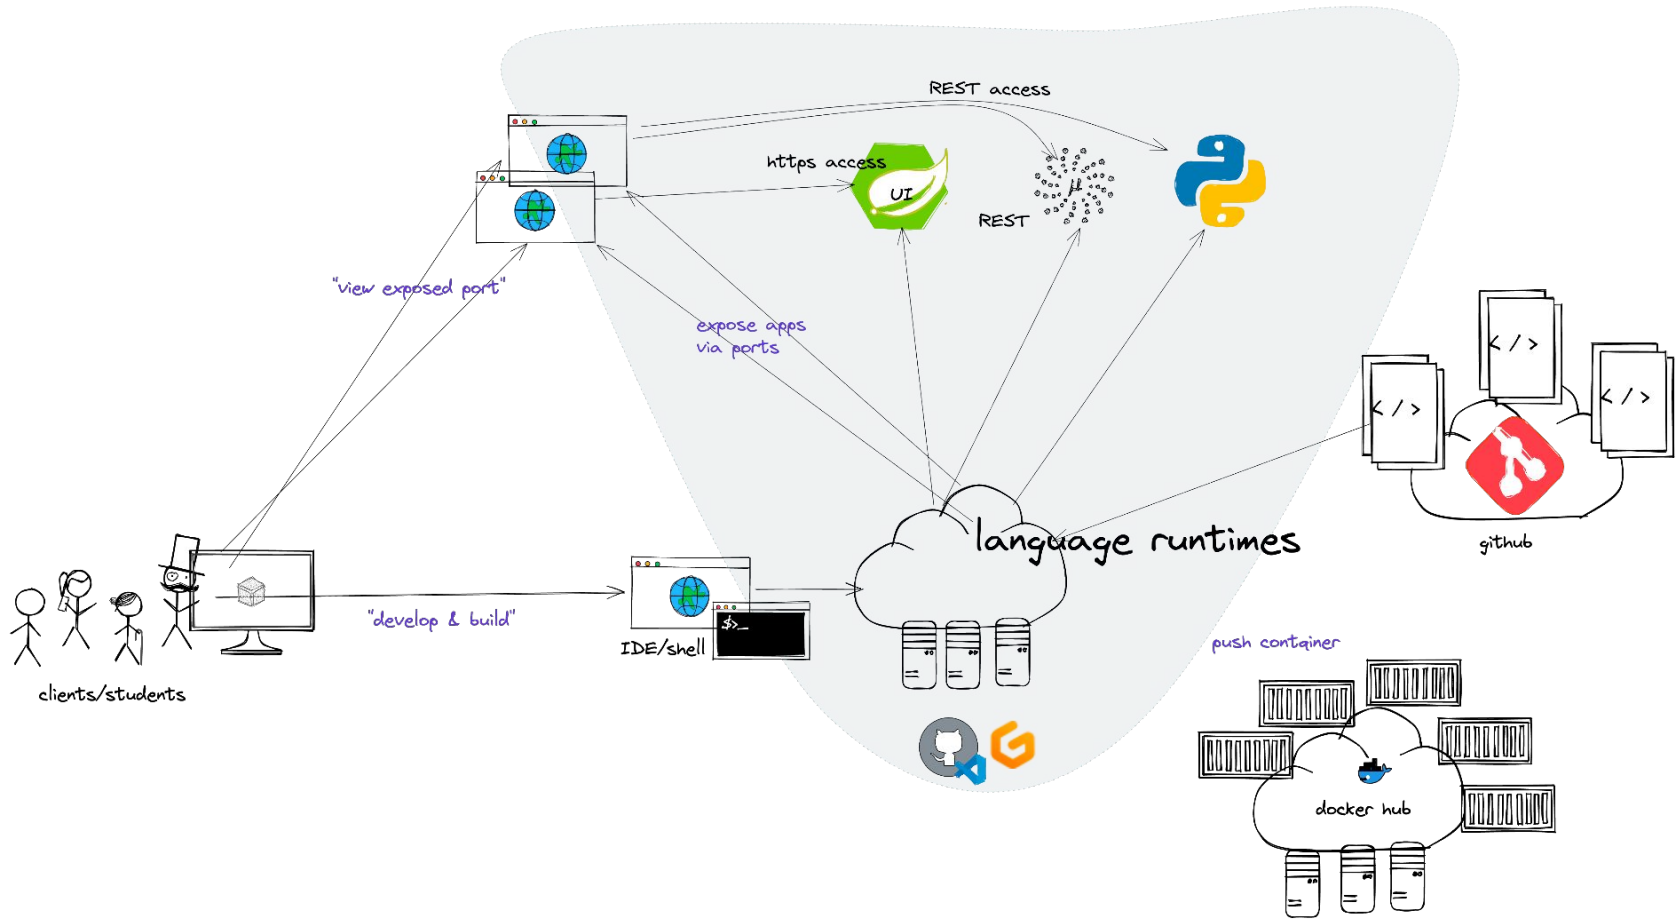 REST access
https access
UI
μ
REST
"view exposed port"
expose apps
via ports
</>
</>
</>
language runtimes
github
"develop & build"
$>_
IDE/shell
push container
clients/students
docker hub